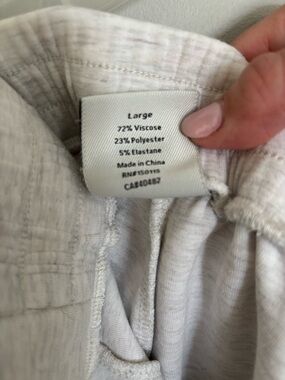 Large
72% Viscose
23% Polyester
5% Elastane
Made in China
RN#150115
CA#40482